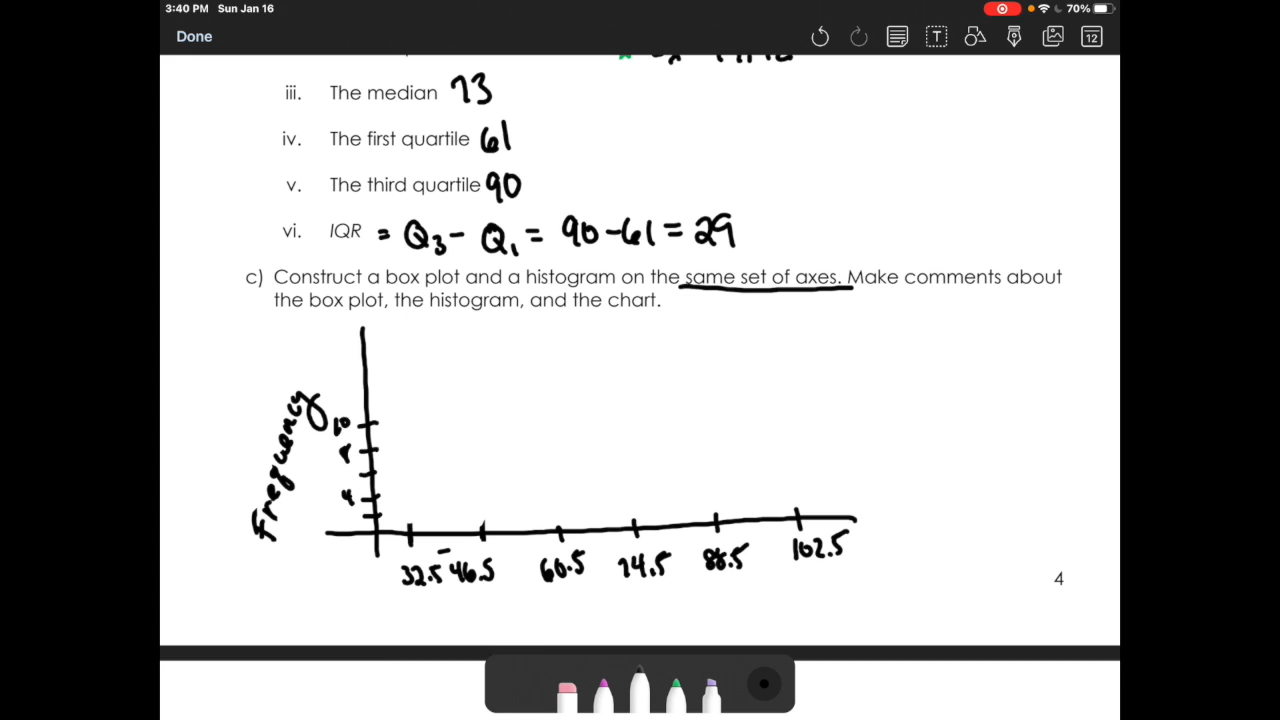 3:40 PM Sun Jan 16
70%
Done
12
iii. The median 73
iv. The first quartile 61
v. The third quartile 90
vi. IQR = Q3 - Q1 = 90 - 61 = 29
c) Construct a box plot and a histogram on the same set of axes. Make comments about
the box plot, the histogram, and the chart.
Frequency
10
8
4
32.5 46.5 60.5 74.5 88.5 102.5
4